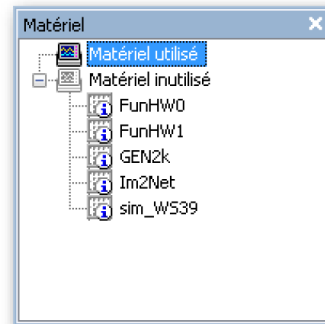 Matériel
Matériel utilisé
Matériel inutilisé
FunHW0
FunHW1
GEN2k
Im2Net
sim_WS39